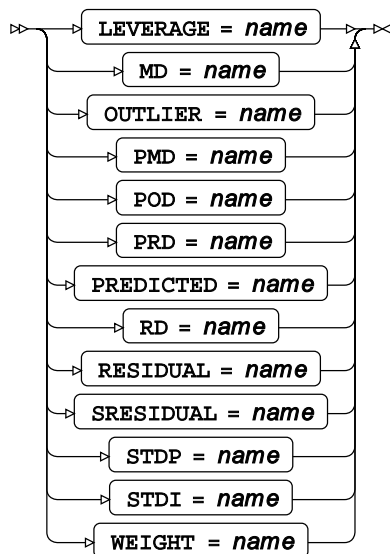 LEVERAGE = name
MD = name
OUTLIER = name
PMD = name
POD = name
PRD = name
PREDICTED = name
RD = name
RESIDUAL = name
SRESIDUAL = name
STDP = name
STDI = name
WEIGHT = name